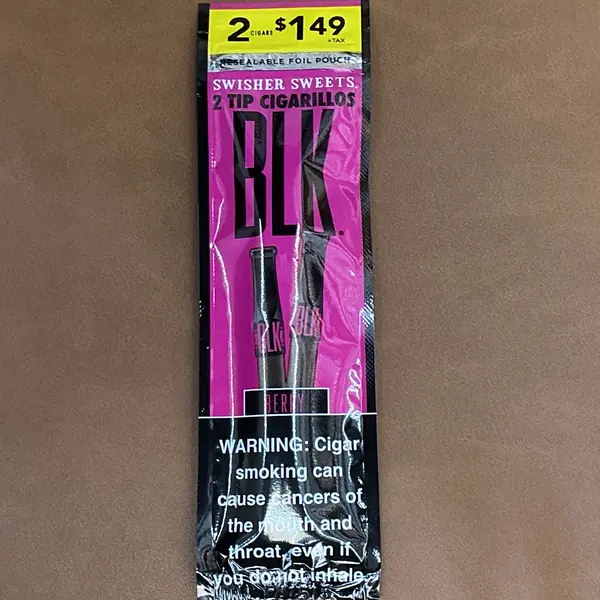 2 CIGARS $1.49
+TAX
RESEALABLE FOIL POUCH
SWISHER SWEETS.
2 TIP CIGARILLOS
BLK.
BLK
BLK
BERRY
WARNING: Cigar
smoking can
cause cancers of
the mouth and
throat, even if
you do not inhale.